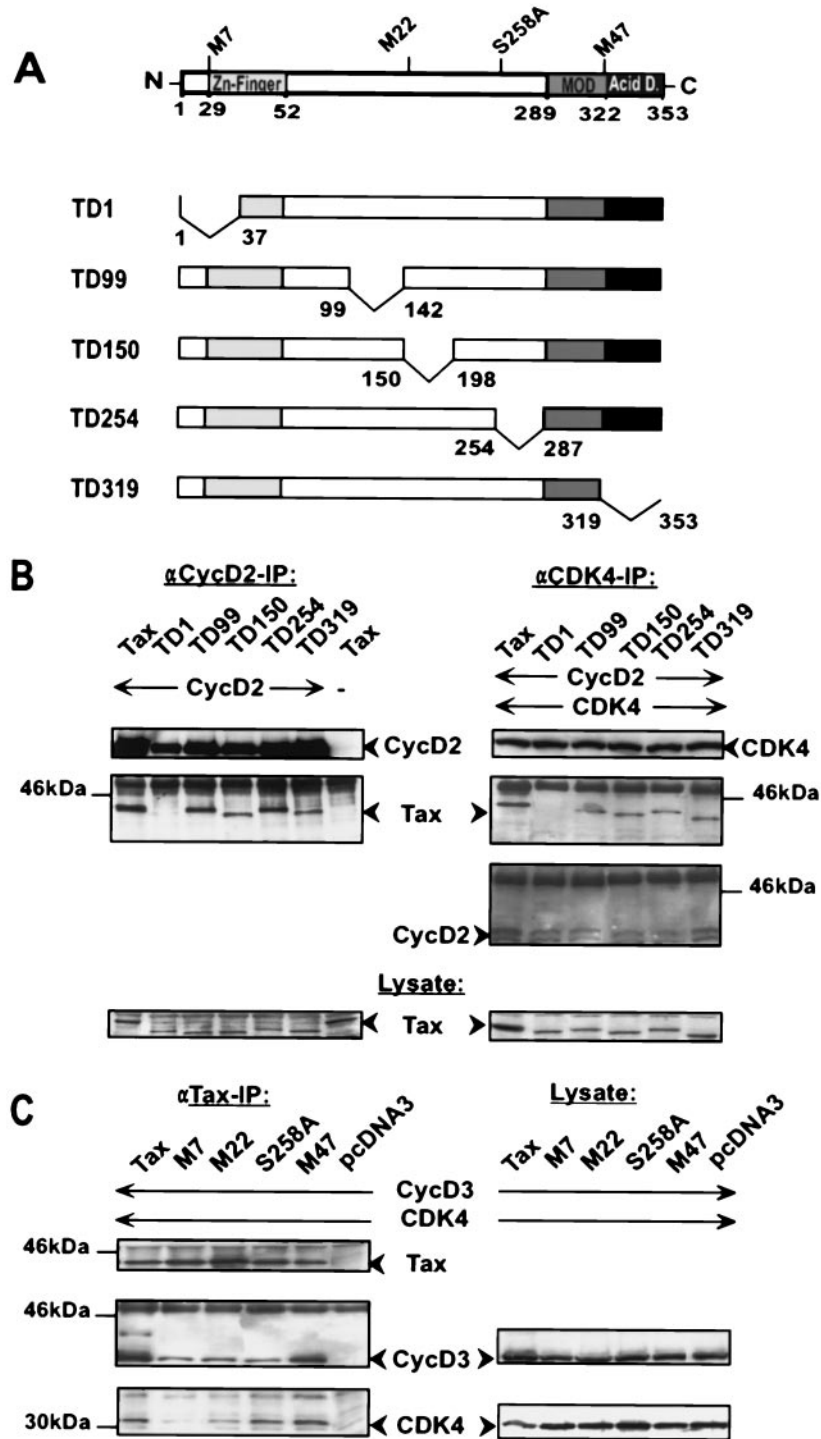 A
M7 M22 S258A M47
N Zn-Finger MOD Acid D. C
1 29 52 289 322 353
TD1
1 37
TD99
99 142
TD150
150 198
TD254
254 287
TD319
319 353
B
αCycD2-IP:
Tax TD1 TD99 TD150 TD254 TD319 Tax
CycD2 -
CycD2
46kDa
Tax
αCDK4-IP:
Tax TD1 TD99 TD150 TD254 TD319
CycD2
CDK4
CDK4
46kDa
46kDa
CycD2
Lysate:
Tax
C
αTax-IP:
Lysate:
Tax M7 M22 S258A M47 pcDNA3
Tax M7 M22 S258A M47 pcDNA3
CycD3
CDK4
46kDa
Tax
46kDa
CycD3
30kDa
CDK4